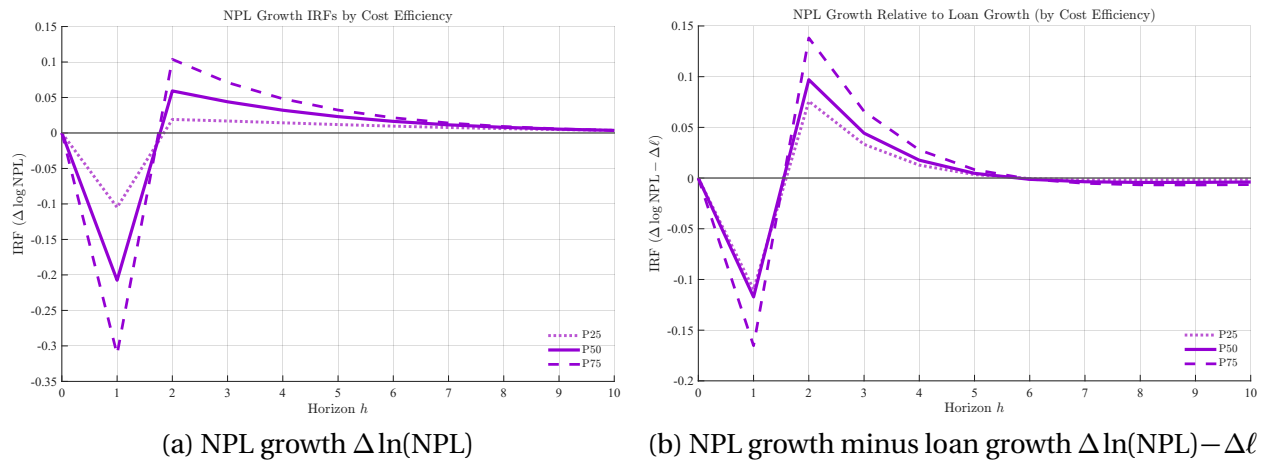 NPL Growth IRFs by Cost Efficiency
0.15
0.1
0.05
0
-0.05
-0.1
-0.15
-0.2
-0.25
-0.3
-0.35
IRF (Δ log NPL)
0 1 2 3 4 5 6 7 8 9 10
Horizon h
P25
P50
P75
(a) NPL growth Δ ln(NPL)
NPL Growth Relative to Loan Growth (by Cost Efficiency)
0.15
0.1
0.05
0
-0.05
-0.1
-0.15
-0.2
IRF (Δ log NPL − Δℓ)
0 1 2 3 4 5 6 7 8 9 10
Horizon h
P25
P50
P75
(b) NPL growth minus loan growth Δ ln(NPL)−Δℓ